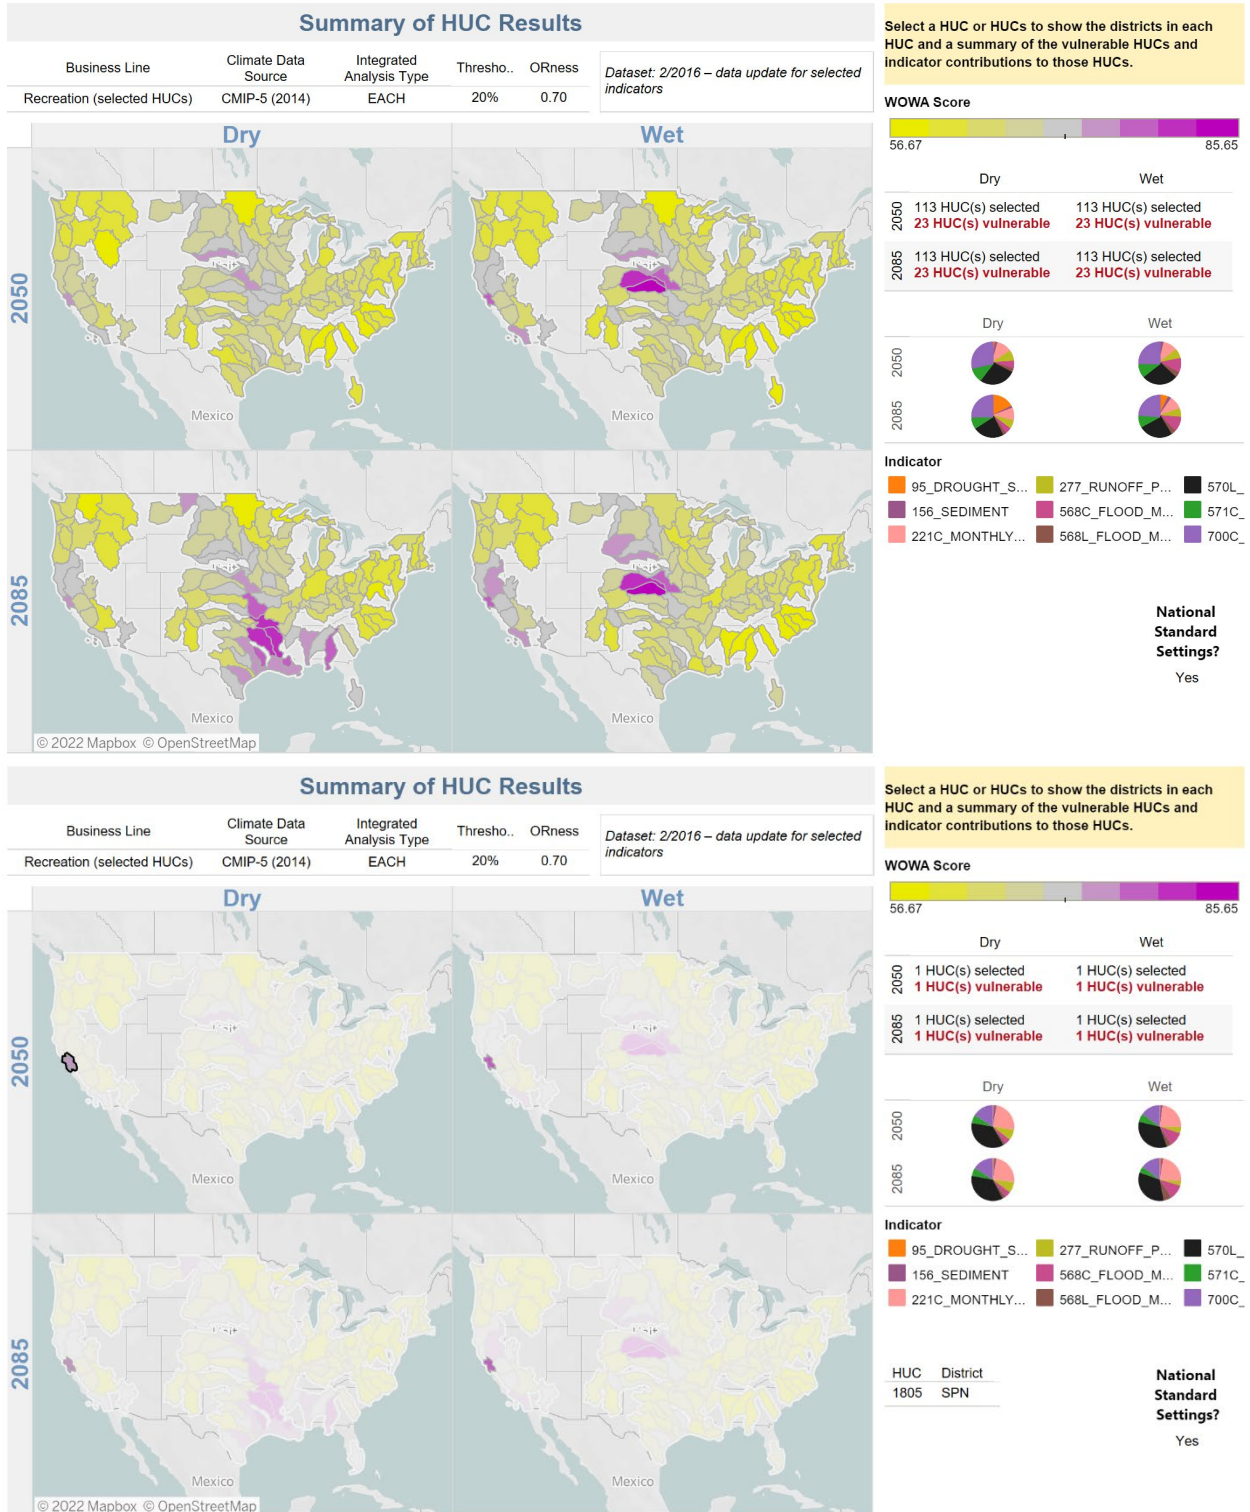 Summary of HUC Results
Business Line
Climate Data
Source
Integrated
Analysis Type
Thresho..
ORness
Recreation (selected HUCs)
CMIP-5 (2014)
EACH
20%
0.70
Dataset: 2/2016 – data update for selected
indicators
Select a HUC or HUCs to show the districts in each
HUC and a summary of the vulnerable HUCs and
indicator contributions to those HUCs.
WOWA Score
56.67
85.65
Dry
Wet
2050
Mexico
Mexico
2085
Mexico
Mexico
© 2022 Mapbox © OpenStreetMap
Dry
Wet
2050
113 HUC(s) selected
23 HUC(s) vulnerable
113 HUC(s) selected
23 HUC(s) vulnerable
2085
113 HUC(s) selected
23 HUC(s) vulnerable
113 HUC(s) selected
23 HUC(s) vulnerable
Dry
Wet
2050
2085
Indicator
95_DROUGHT_S...
277_RUNOFF_P...
570L_
156_SEDIMENT
568C_FLOOD_M...
571C_
221C_MONTHLY...
568L_FLOOD_M...
700C_
National
Standard
Settings?
Yes
Summary of HUC Results
Business Line
Climate Data
Source
Integrated
Analysis Type
Thresho..
ORness
Recreation (selected HUCs)
CMIP-5 (2014)
EACH
20%
0.70
Dataset: 2/2016 – data update for selected
indicators
Select a HUC or HUCs to show the districts in each
HUC and a summary of the vulnerable HUCs and
indicator contributions to those HUCs.
WOWA Score
56.67
85.65
Dry
Wet
2050
Mexico
Mexico
2085
Mexico
Mexico
© 2022 Mapbox © OpenStreetMap
Dry
Wet
2050
1 HUC(s) selected
1 HUC(s) vulnerable
1 HUC(s) selected
1 HUC(s) vulnerable
2085
1 HUC(s) selected
1 HUC(s) vulnerable
1 HUC(s) selected
1 HUC(s) vulnerable
Dry
Wet
2050
2085
Indicator
95_DROUGHT_S...
277_RUNOFF_P...
570L_
156_SEDIMENT
568C_FLOOD_M...
571C_
221C_MONTHLY...
568L_FLOOD_M...
700C_
HUC District
1805 SPN
National
Standard
Settings?
Yes